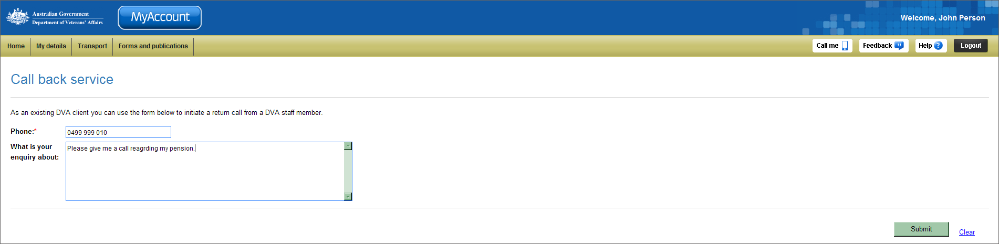 Australian Government
Department of Veterans' Affairs
MyAccount
Welcome, John Person
Home My details Transport Forms and publications Call me Feedback Help ? Logout
Call back service
As an existing DVA client you can use the form below to initiate a return call from a DVA staff member.
Phone:* 0499 999 010
What is your Please give me a call reagrding my pension.
enquiry about:
Submit Clear